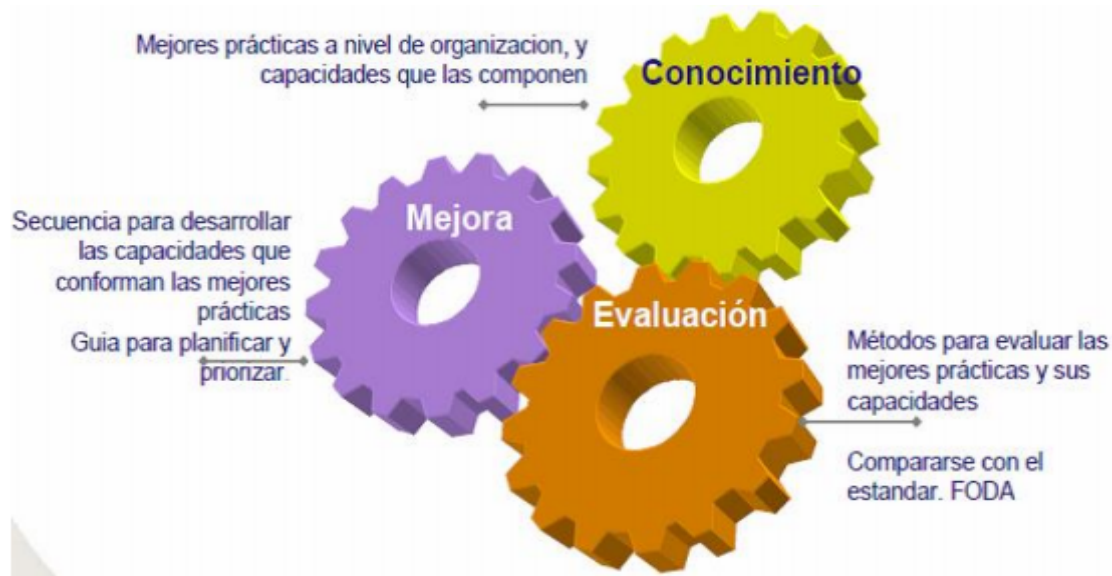 Mejores prácticas a nivel de organizacion, y
capacidades que las componen
Conocimiento
Mejora
Secuencia para desarrollar
las capacidades que
conforman las mejores
prácticas
Guia para planificar y
priorizar.
Evaluación
Métodos para evaluar las
mejores prácticas y sus
capacidades
Compararse con el
estandar. FODA